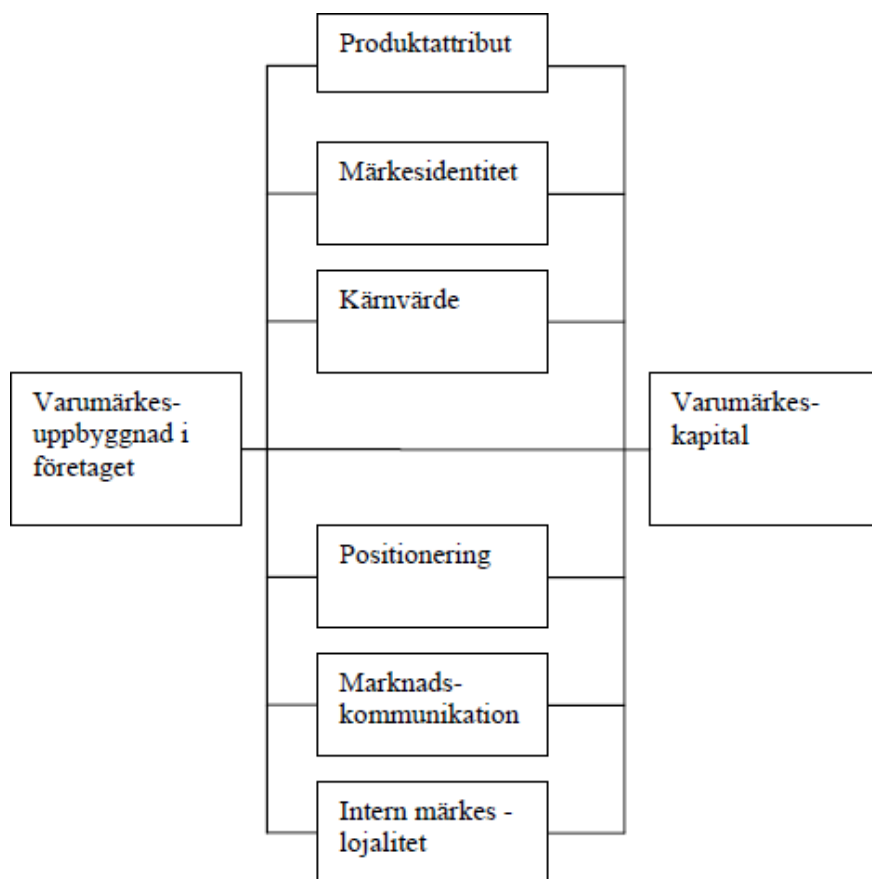 Produktattribut
Märkesidentitet
Kärnvärde
Varumärkes-
uppbyggnad i
företaget
Varumärkes-
kapital
Positionering
Marknads-
kommunikation
Intern märkes -
lojalitet